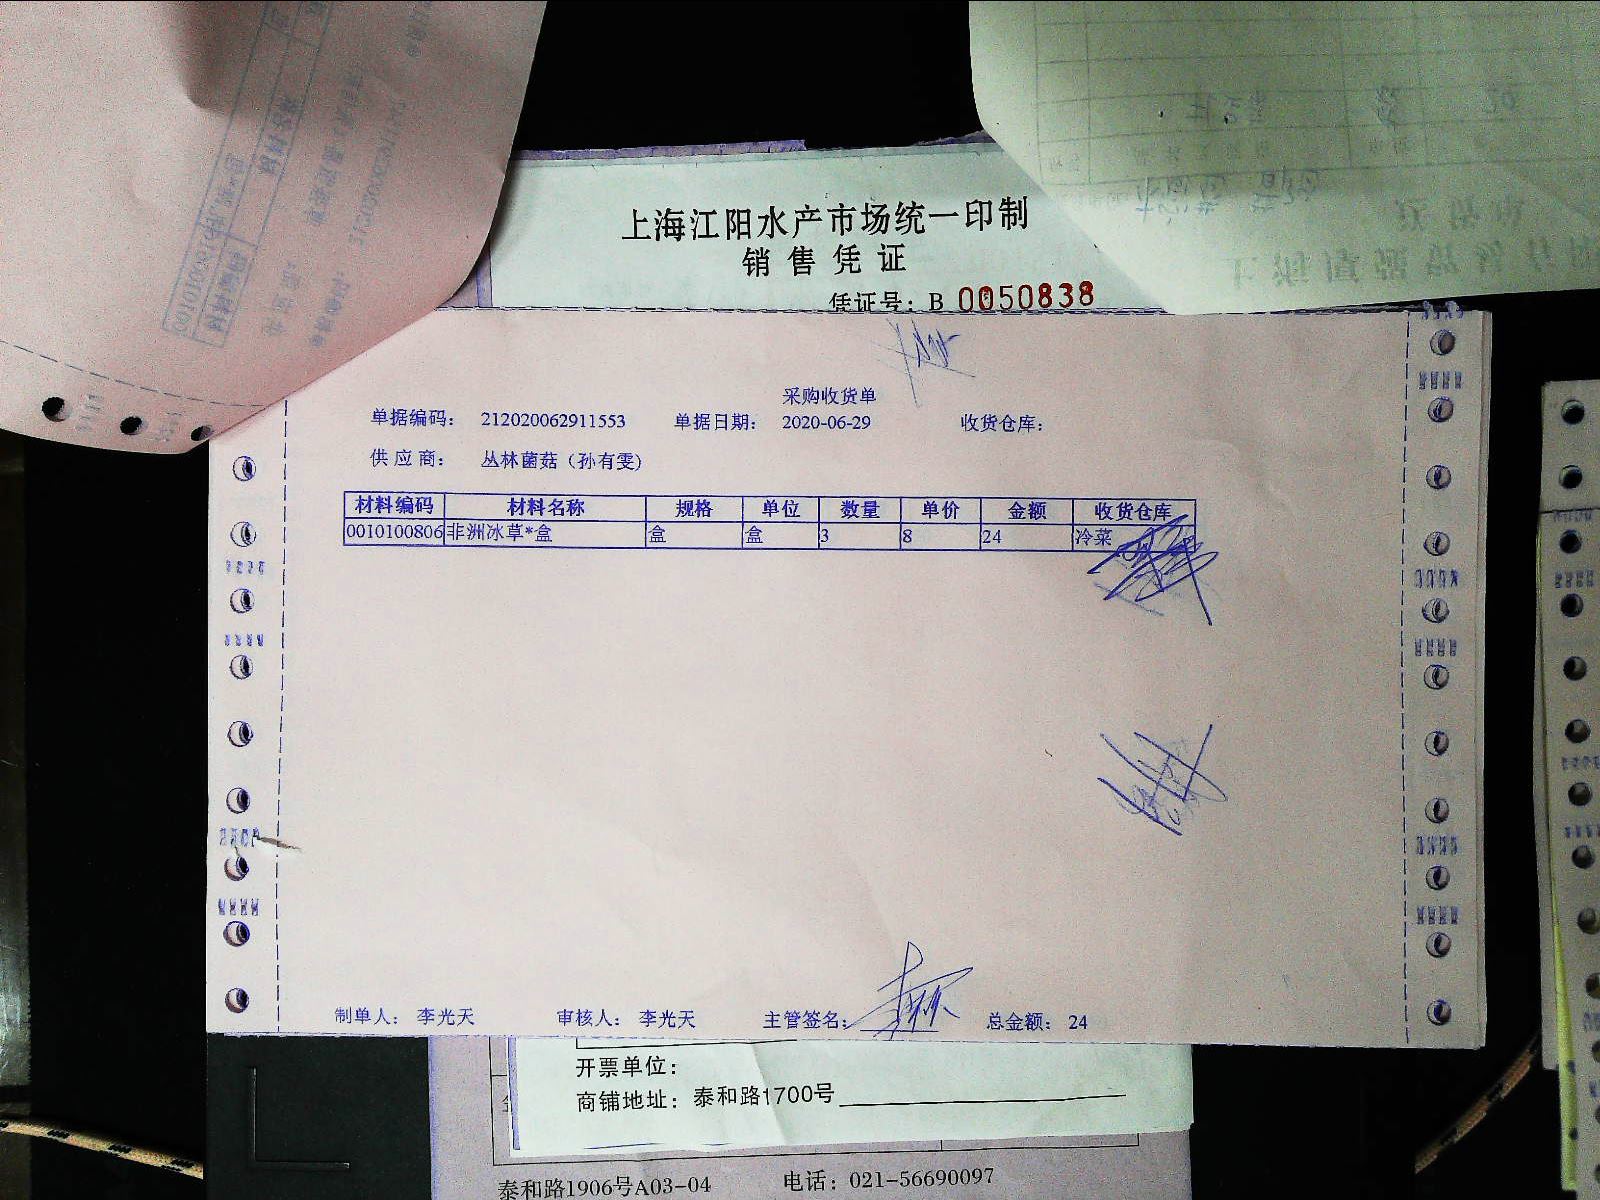 上海江阳水产市场统一印制
销售凭证
凭证号：B 0050838
采购收货单
单据编码： 212020062911553 单据日期： 2020-06-29 收货仓库：
供应商： 丛林菌菇（孙有雯）
材料编码 材料名称 规格 单位 数量 单价 金额 收货仓库
0010100806 非洲冰草*盒 盒 盒 3 8 24 冷菜
制单人： 李光天 审核人： 李光天 主管签名： 总金额： 24
开票单位：
商铺地址：泰和路1700号
泰和路1906号A03-04 电话：021-56690097